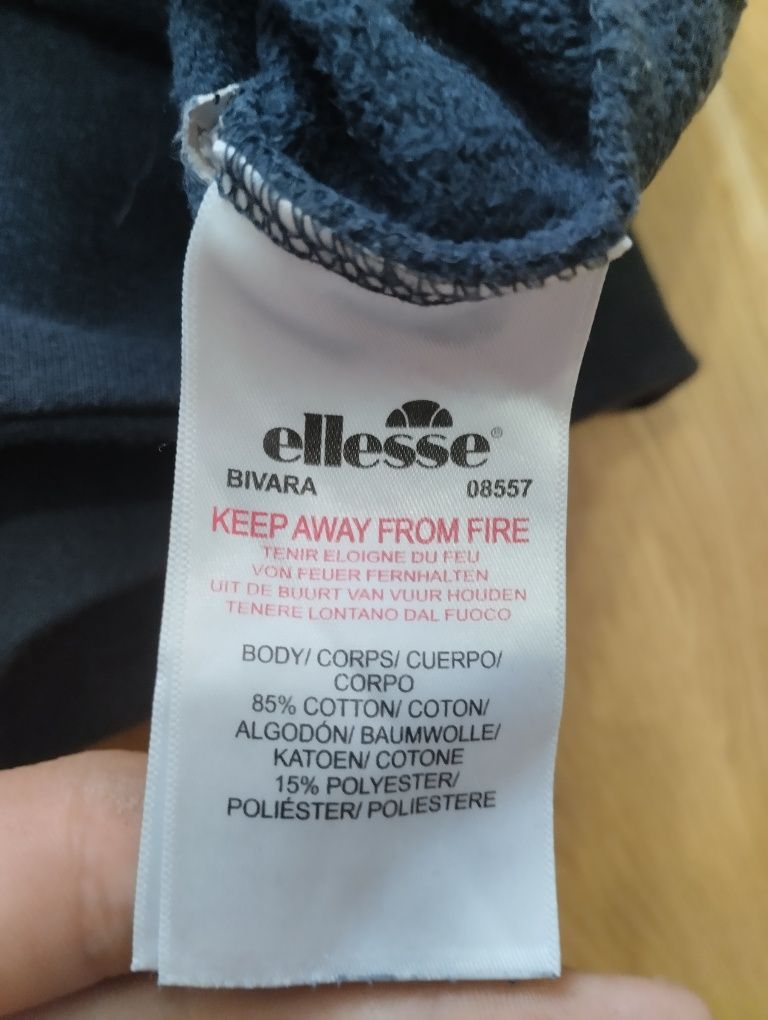 ellesse®
BIVARA 08557
KEEP AWAY FROM FIRE
TENIR ELOIGNE DU FEU
VON FEUER FERNHALTEN
UIT DE BUURT VAN VUUR HOUDEN
TENERE LONTANO DAL FUOCO
BODY/ CORPS/ CUERPO/
CORPO
85% COTTON/ COTON/
ALGODÓN/ BAUMWOLLE/
KATOEN/ COTONE
15% POLYESTER/
POLIÉSTER/ POLIESTERE